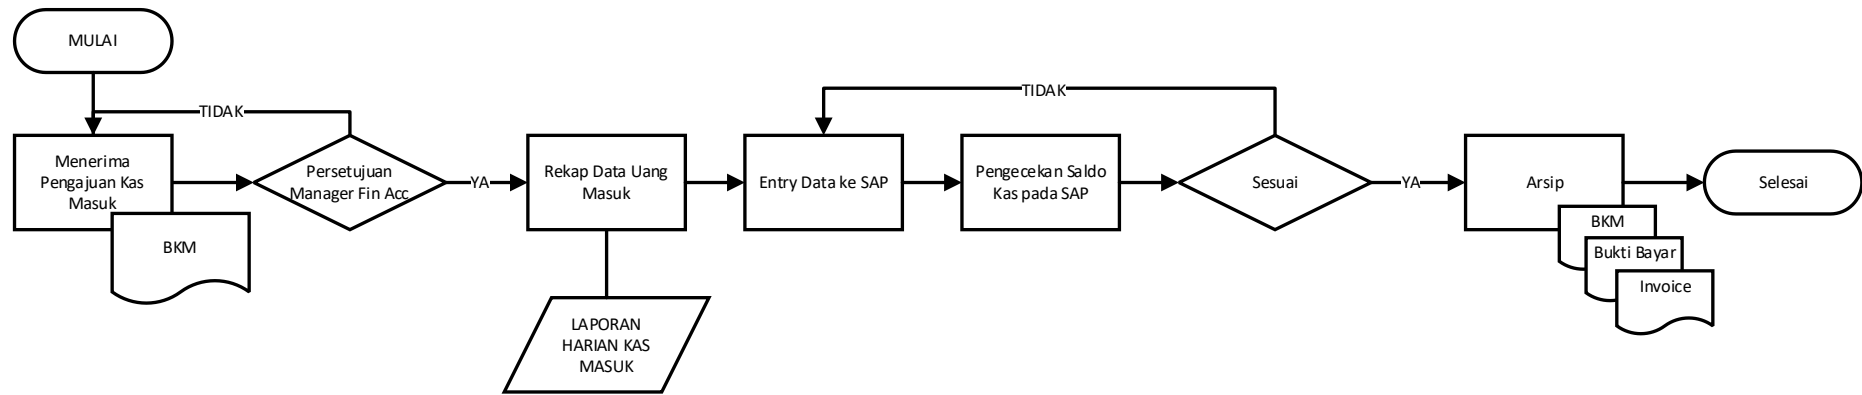 MULAI
TIDAK
Menerima
Pengajuan Kas
Masuk
BKM
Persetujuan
Manager Fin Acc
YA
Rekap Data Uang
Masuk
LAPORAN
HARIAN KAS
MASUK
Entry Data ke SAP
TIDAK
Pengecekan Saldo
Kas pada SAP
Sesuai
YA
Arsip
BKM
Bukti Bayar
Invoice
Selesai